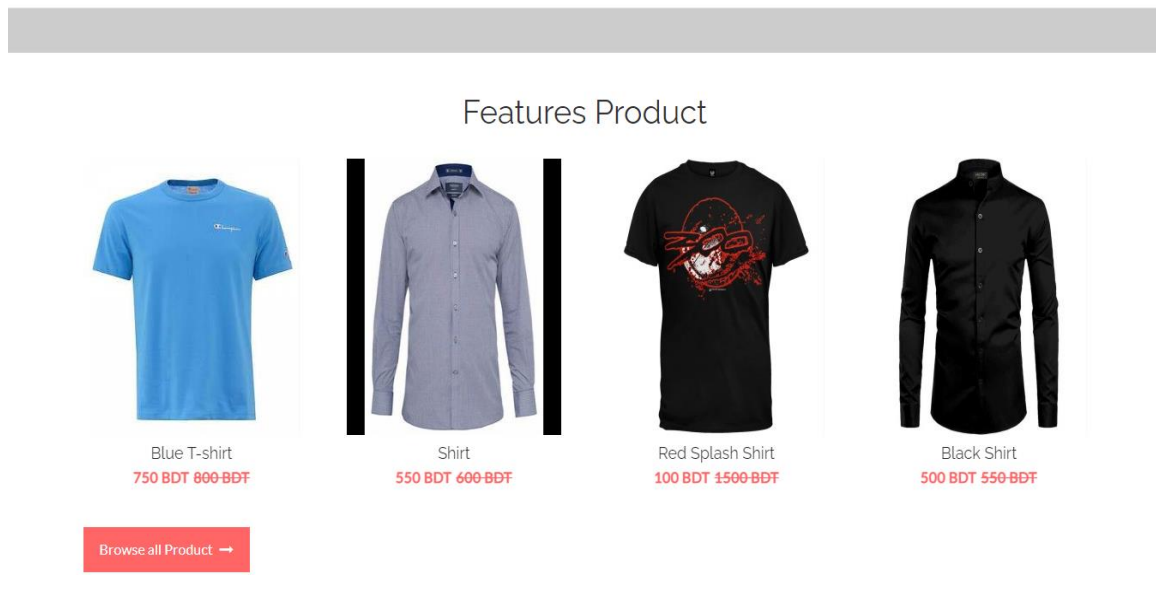 Features Product
Champion
Blue T-shirt
750 BDT 800 BDT
Shirt
550 BDT 600 BDT
Red Splash Shirt
100 BDT 1500 BDT
Black Shirt
500 BDT 550 BDT
Browse all Product →